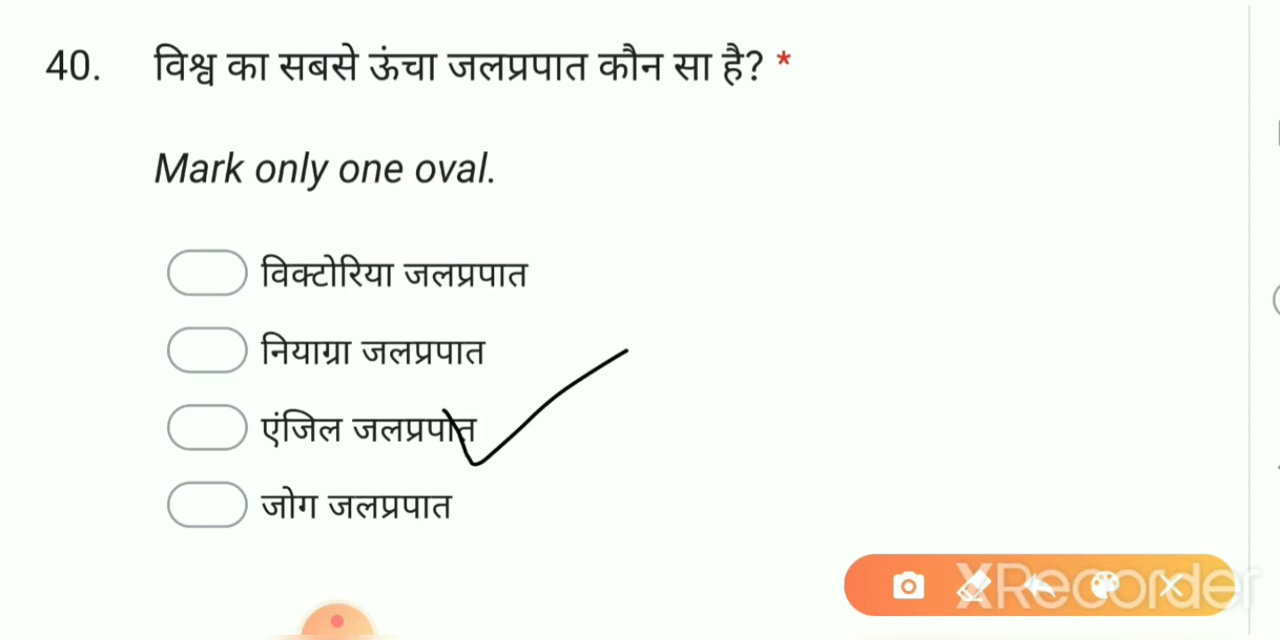 40. विश्व का सबसे ऊंचा जलप्रपात कौन सा है? *
Mark only one oval.
विक्टोरिया जलप्रपात
नियाग्रा जलप्रपात
एंजिल जलप्रपात
जोग जलप्रपात
XRecorder